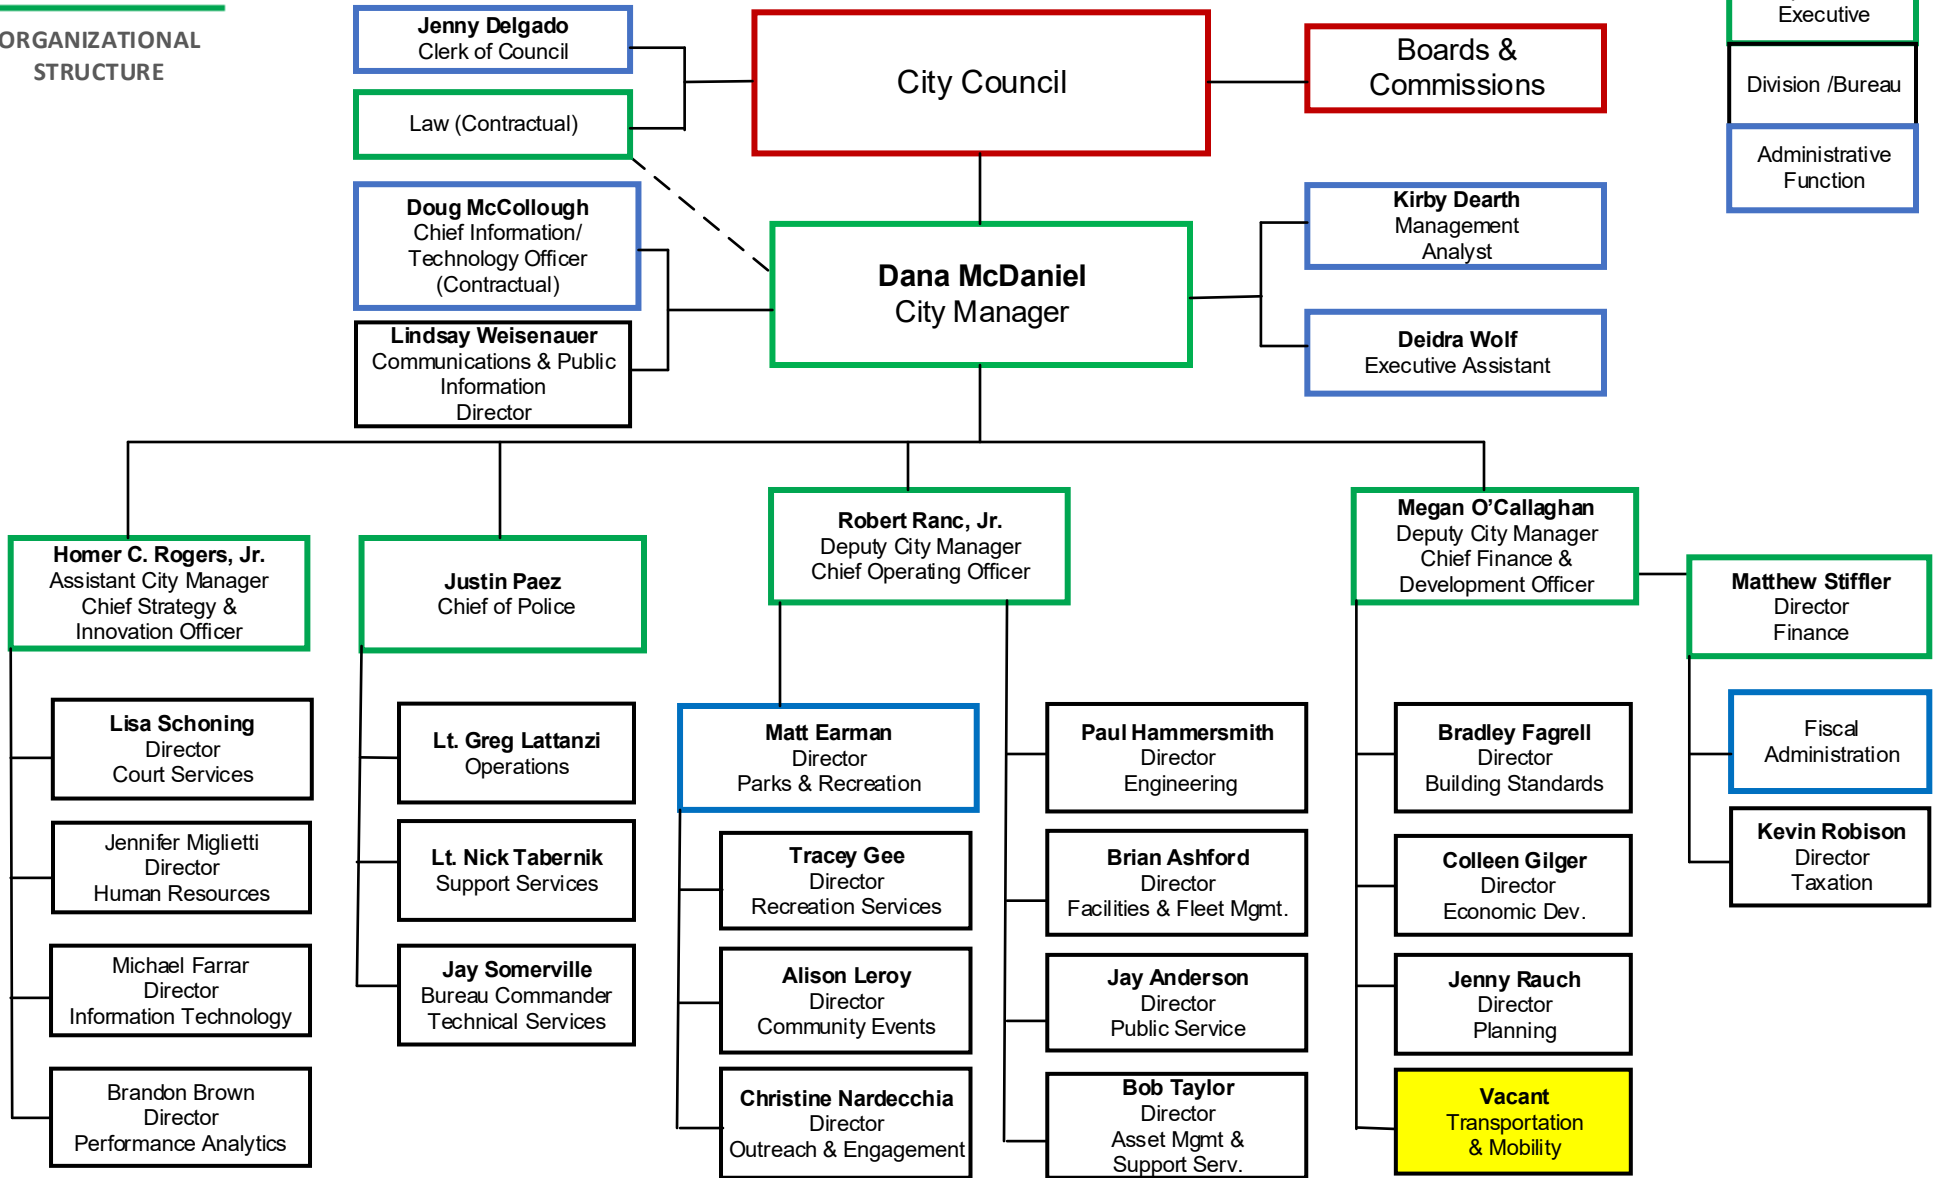 ORGANIZATIONAL
STRUCTURE
Jenny Delgado
Clerk of Council
Law (Contractual)
City Council
Boards &
Commissions
Executive
Division /Bureau
Administrative
Function
Doug McCollough
Chief Information/
Technology Officer
(Contractual)
Lindsay Weisenauer
Communications & Public
Information
Director
Dana McDaniel
City Manager
Kirby Dearth
Management
Analyst
Deidra Wolf
Executive Assistant
Homer C. Rogers, Jr.
Assistant City Manager
Chief Strategy &
Innovation Officer
Justin Paez
Chief of Police
Robert Ranc, Jr.
Deputy City Manager
Chief Operating Officer
Megan O’Callaghan
Deputy City Manager
Chief Finance &
Development Officer
Matthew Stiffler
Director
Finance
Lisa Schoning
Director
Court Services
Jennifer Miglietti
Director
Human Resources
Michael Farrar
Director
Information Technology
Brandon Brown
Director
Performance Analytics
Lt. Greg Lattanzi
Operations
Lt. Nick Tabernik
Support Services
Jay Somerville
Bureau Commander
Technical Services
Matt Earman
Director
Parks & Recreation
Tracey Gee
Director
Recreation Services
Alison Leroy
Director
Community Events
Christine Nardecchia
Director
Outreach & Engagement
Paul Hammersmith
Director
Engineering
Brian Ashford
Director
Facilities & Fleet Mgmt.
Jay Anderson
Director
Public Service
Bob Taylor
Director
Asset Mgmt &
Support Serv.
Bradley Fagrell
Director
Building Standards
Colleen Gilger
Director
Economic Dev.
Jenny Rauch
Director
Planning
Vacant
Transportation
& Mobility
Fiscal
Administration
Kevin Robison
Director
Taxation